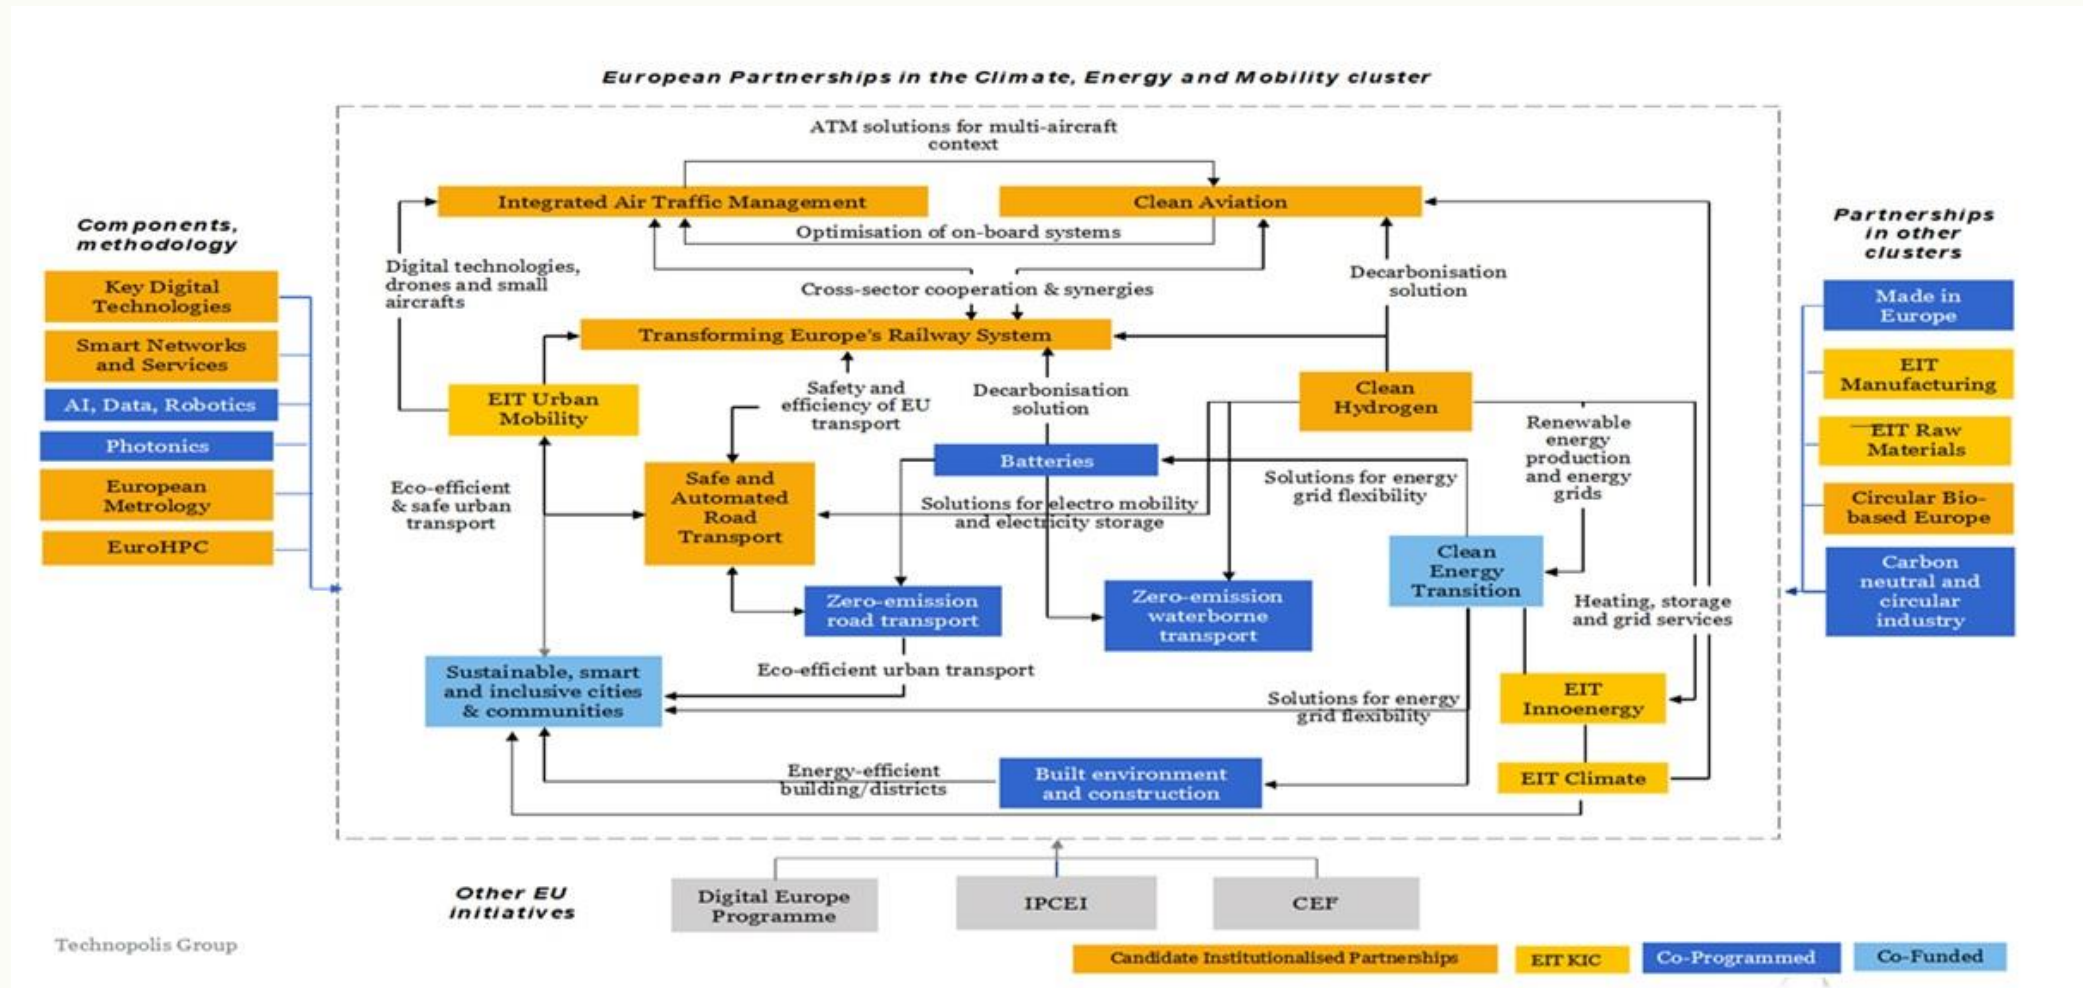 European Partnerships in the Climate, Energy and Mobility cluster
Components,
methodology
Key Digital
Technologies
Smart Networks
and Services
AI, Data, Robotics
Photonics
European
Metrology
EuroHPC
ATM solutions for multi-aircraft
context
Integrated Air Traffic Management
Clean Aviation
Optimisation of on-board systems
Digital technologies,
drones and small
aircrafts
Cross-sector cooperation & synergies
Decarbonisation
solution
Transforming Europe's Railway System
EIT Urban
Mobility
Safety and
efficiency of EU
transport
Decarbonisation
solution
Clean
Hydrogen
Renewable
energy
production
and energy
grids
Batteries
Eco-efficient
& safe urban
transport
Safe and
Automated
Road
Transport
Solutions for electro mobility
and electricity storage
Solutions for energy
grid flexibility
Clean
Energy
Transition
Zero-emission
road transport
Zero-emission
waterborne
transport
Heating, storage
and grid services
Sustainable, smart
and inclusive cities
& communities
Eco-efficient urban transport
Solutions for energy
grid flexibility
EIT
Innoenergy
Energy-efficient
building/districts
Built environment
and construction
EIT Climate
Partnerships
in other
clusters
Made in
Europe
EIT
Manufacturing
EIT Raw
Materials
Circular Bio-
based Europe
Carbon
neutral and
circular
industry
Other EU
initiatives
Digital Europe
Programme
IPCEI
CEF
Technopolis Group
Candidate Institutionalised Partnerships
EIT KIC
Co-Programmed
Co-Funded